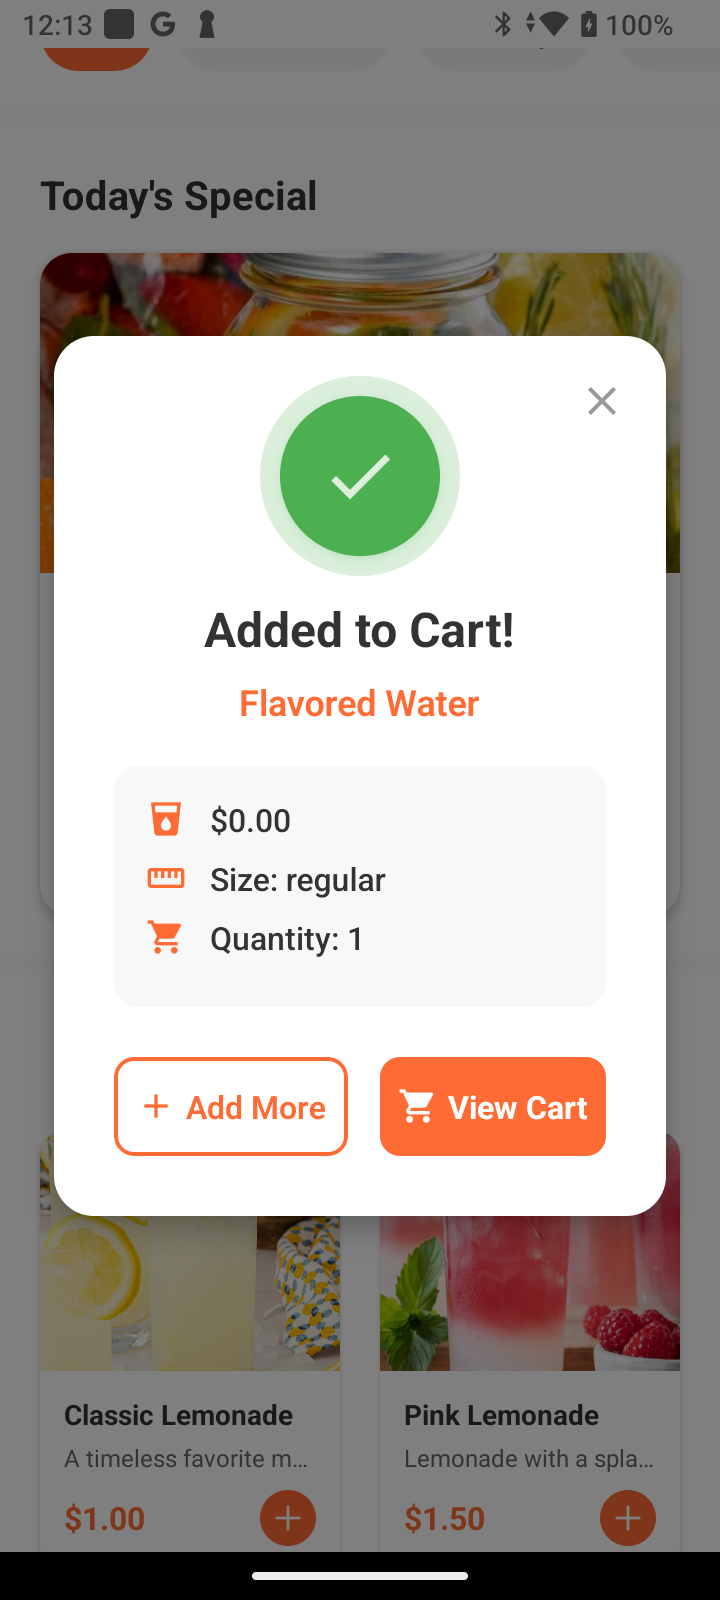 12:13
100%
Today's Special
Added to Cart!
Flavored Water
$0.00
Size: regular
Quantity: 1
Add More
View Cart
Classic Lemonade
Pink Lemonade
A timeless favorite m...
Lemonade with a spla...
$1.00
$1.50